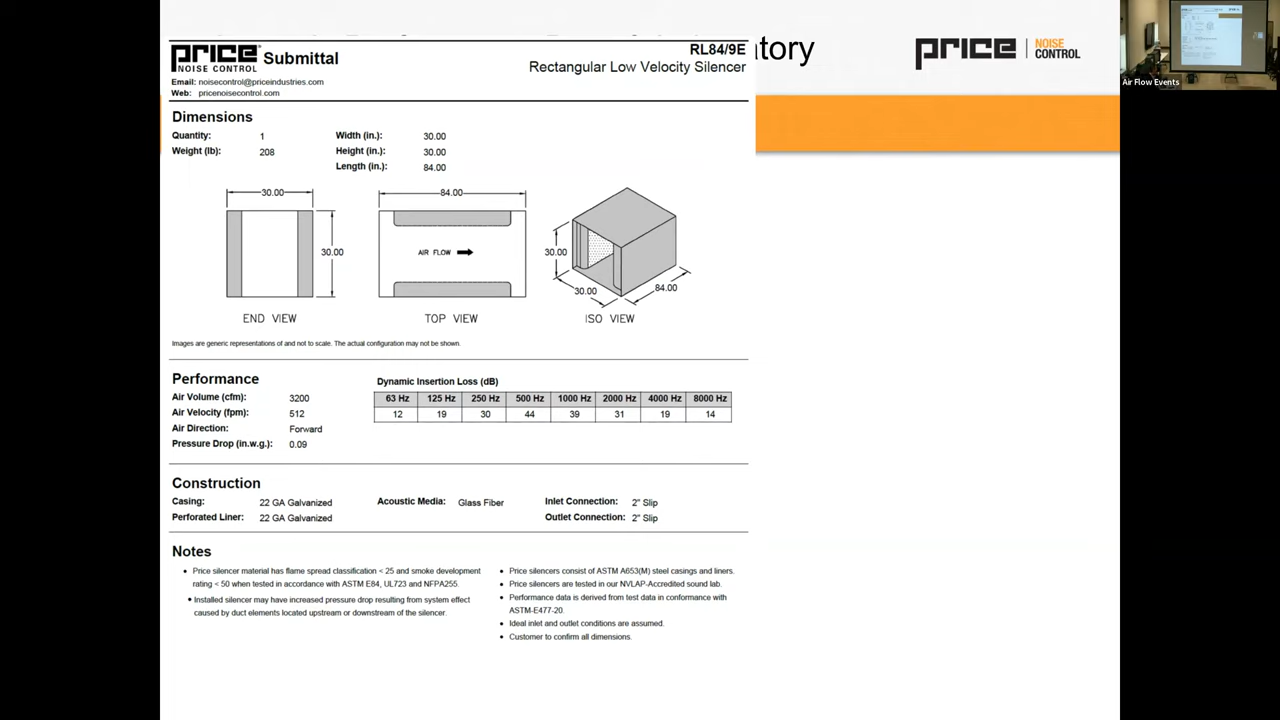 price
NOISE CONTROL
Submittal
RL84/9E
Rectangular Low Velocity Silencer
Email: noisecontrol@priceindustries.com
Web: pricenoisecontrol.com
atory
price | NOISE CONTROL
Air Flow Events
Dimensions
Quantity: 1 Width (in.): 30.00
Weight (lb): 208 Height (in.): 30.00
Length (in.): 84.00
30.00
30.00
END VIEW
84.00
AIR FLOW
TOP VIEW
30.00
30.00
84.00
ISO VIEW
Images are generic representations of and not to scale. The actual configuration may not be shown.
Performance
Air Volume (cfm): 3200
Air Velocity (fpm): 512
Air Direction: Forward
Pressure Drop (in.w.g.): 0.09
Dynamic Insertion Loss (dB)
63 Hz 125 Hz 250 Hz 500 Hz 1000 Hz 2000 Hz 4000 Hz 8000 Hz
12 19 30 44 39 31 19 14
Construction
Casing: 22 GA Galvanized Acoustic Media: Glass Fiber Inlet Connection: 2" Slip
Perforated Liner: 22 GA Galvanized Outlet Connection: 2" Slip
Notes
• Price silencer material has flame spread classification < 25 and smoke development
rating < 50 when tested in accordance with ASTM E84, UL723 and NFPA255.
• Installed silencer may have increased pressure drop resulting from system effect
caused by duct elements located upstream or downstream of the silencer.
• Price silencers consist of ASTM A653(M) steel casings and liners.
• Price silencers are tested in our NVLAP-Accredited sound lab.
• Performance data is derived from test data in conformance with
ASTM-E477-20.
• Ideal inlet and outlet conditions are assumed.
• Customer to confirm all dimensions.